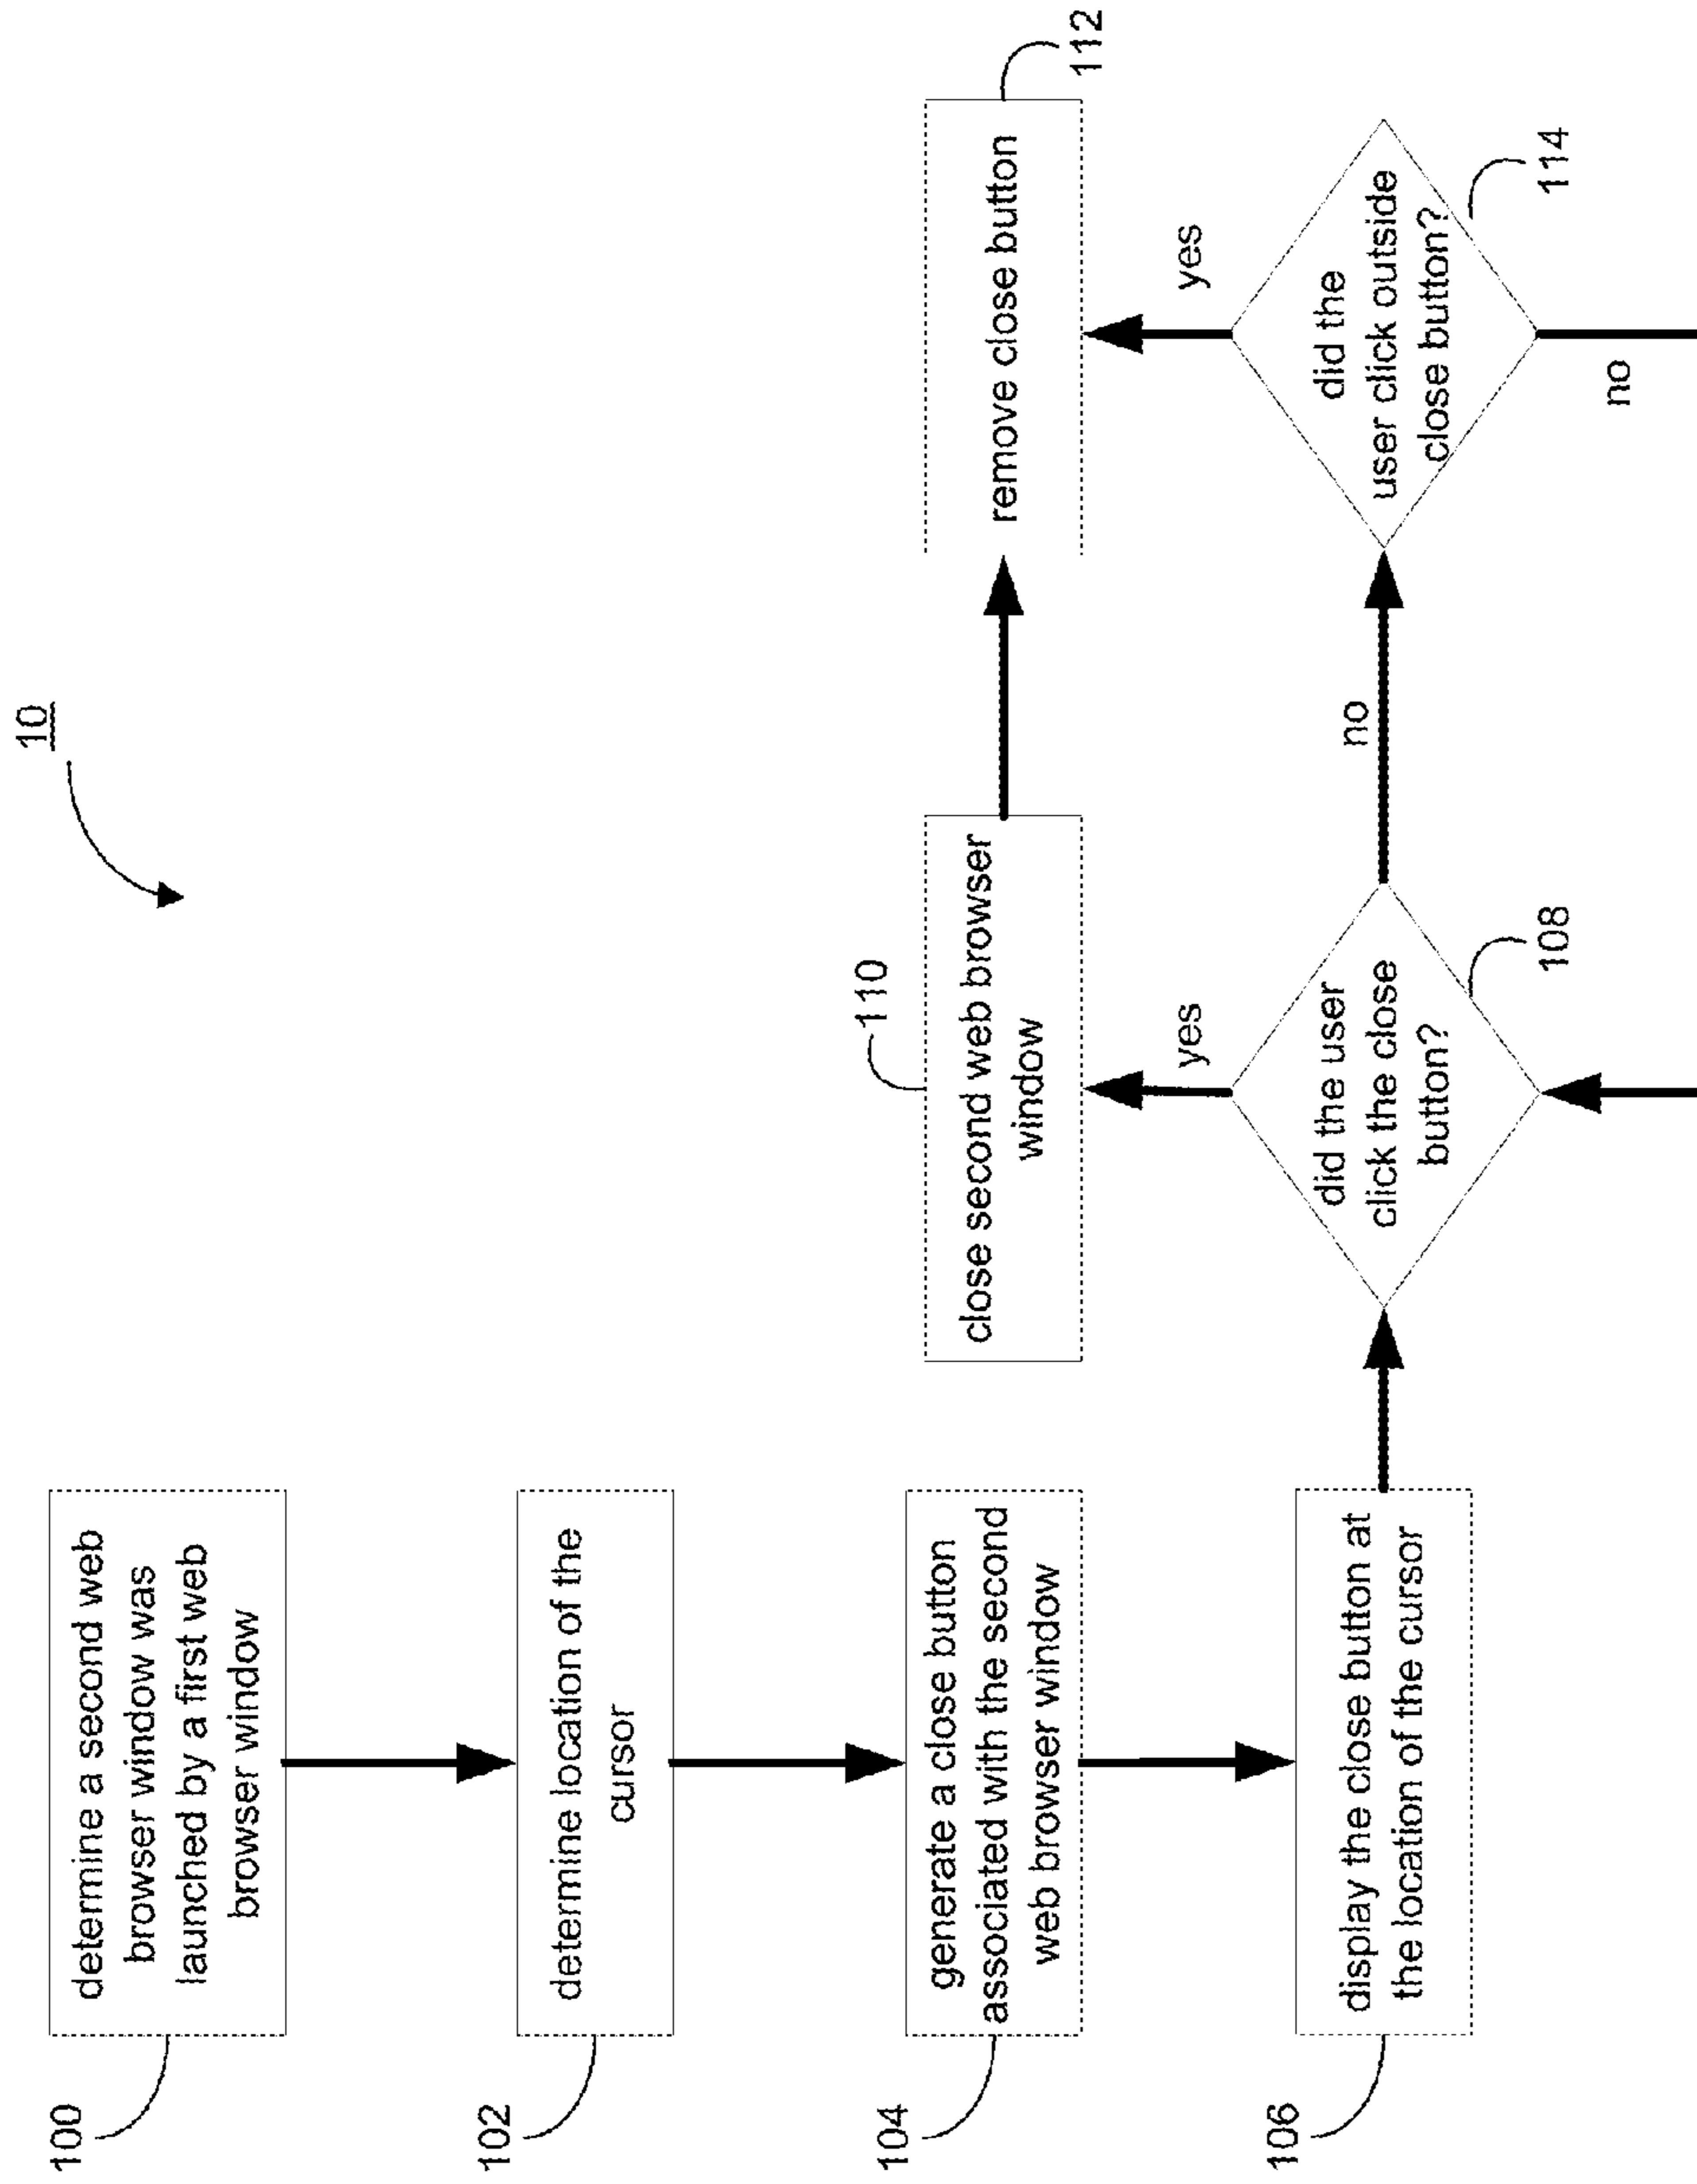 10
100
determine a second web
browser window was
launched by a first web
browser window
102
determine location of the
cursor
104
generate a close button
associated with the second
web browser window
106
display the close button at
the location of the cursor
108
did the user
click the close
button?
yes
no
110
close second web browser
window
112
remove close button
114
did the
user click outside
close button?
yes
no